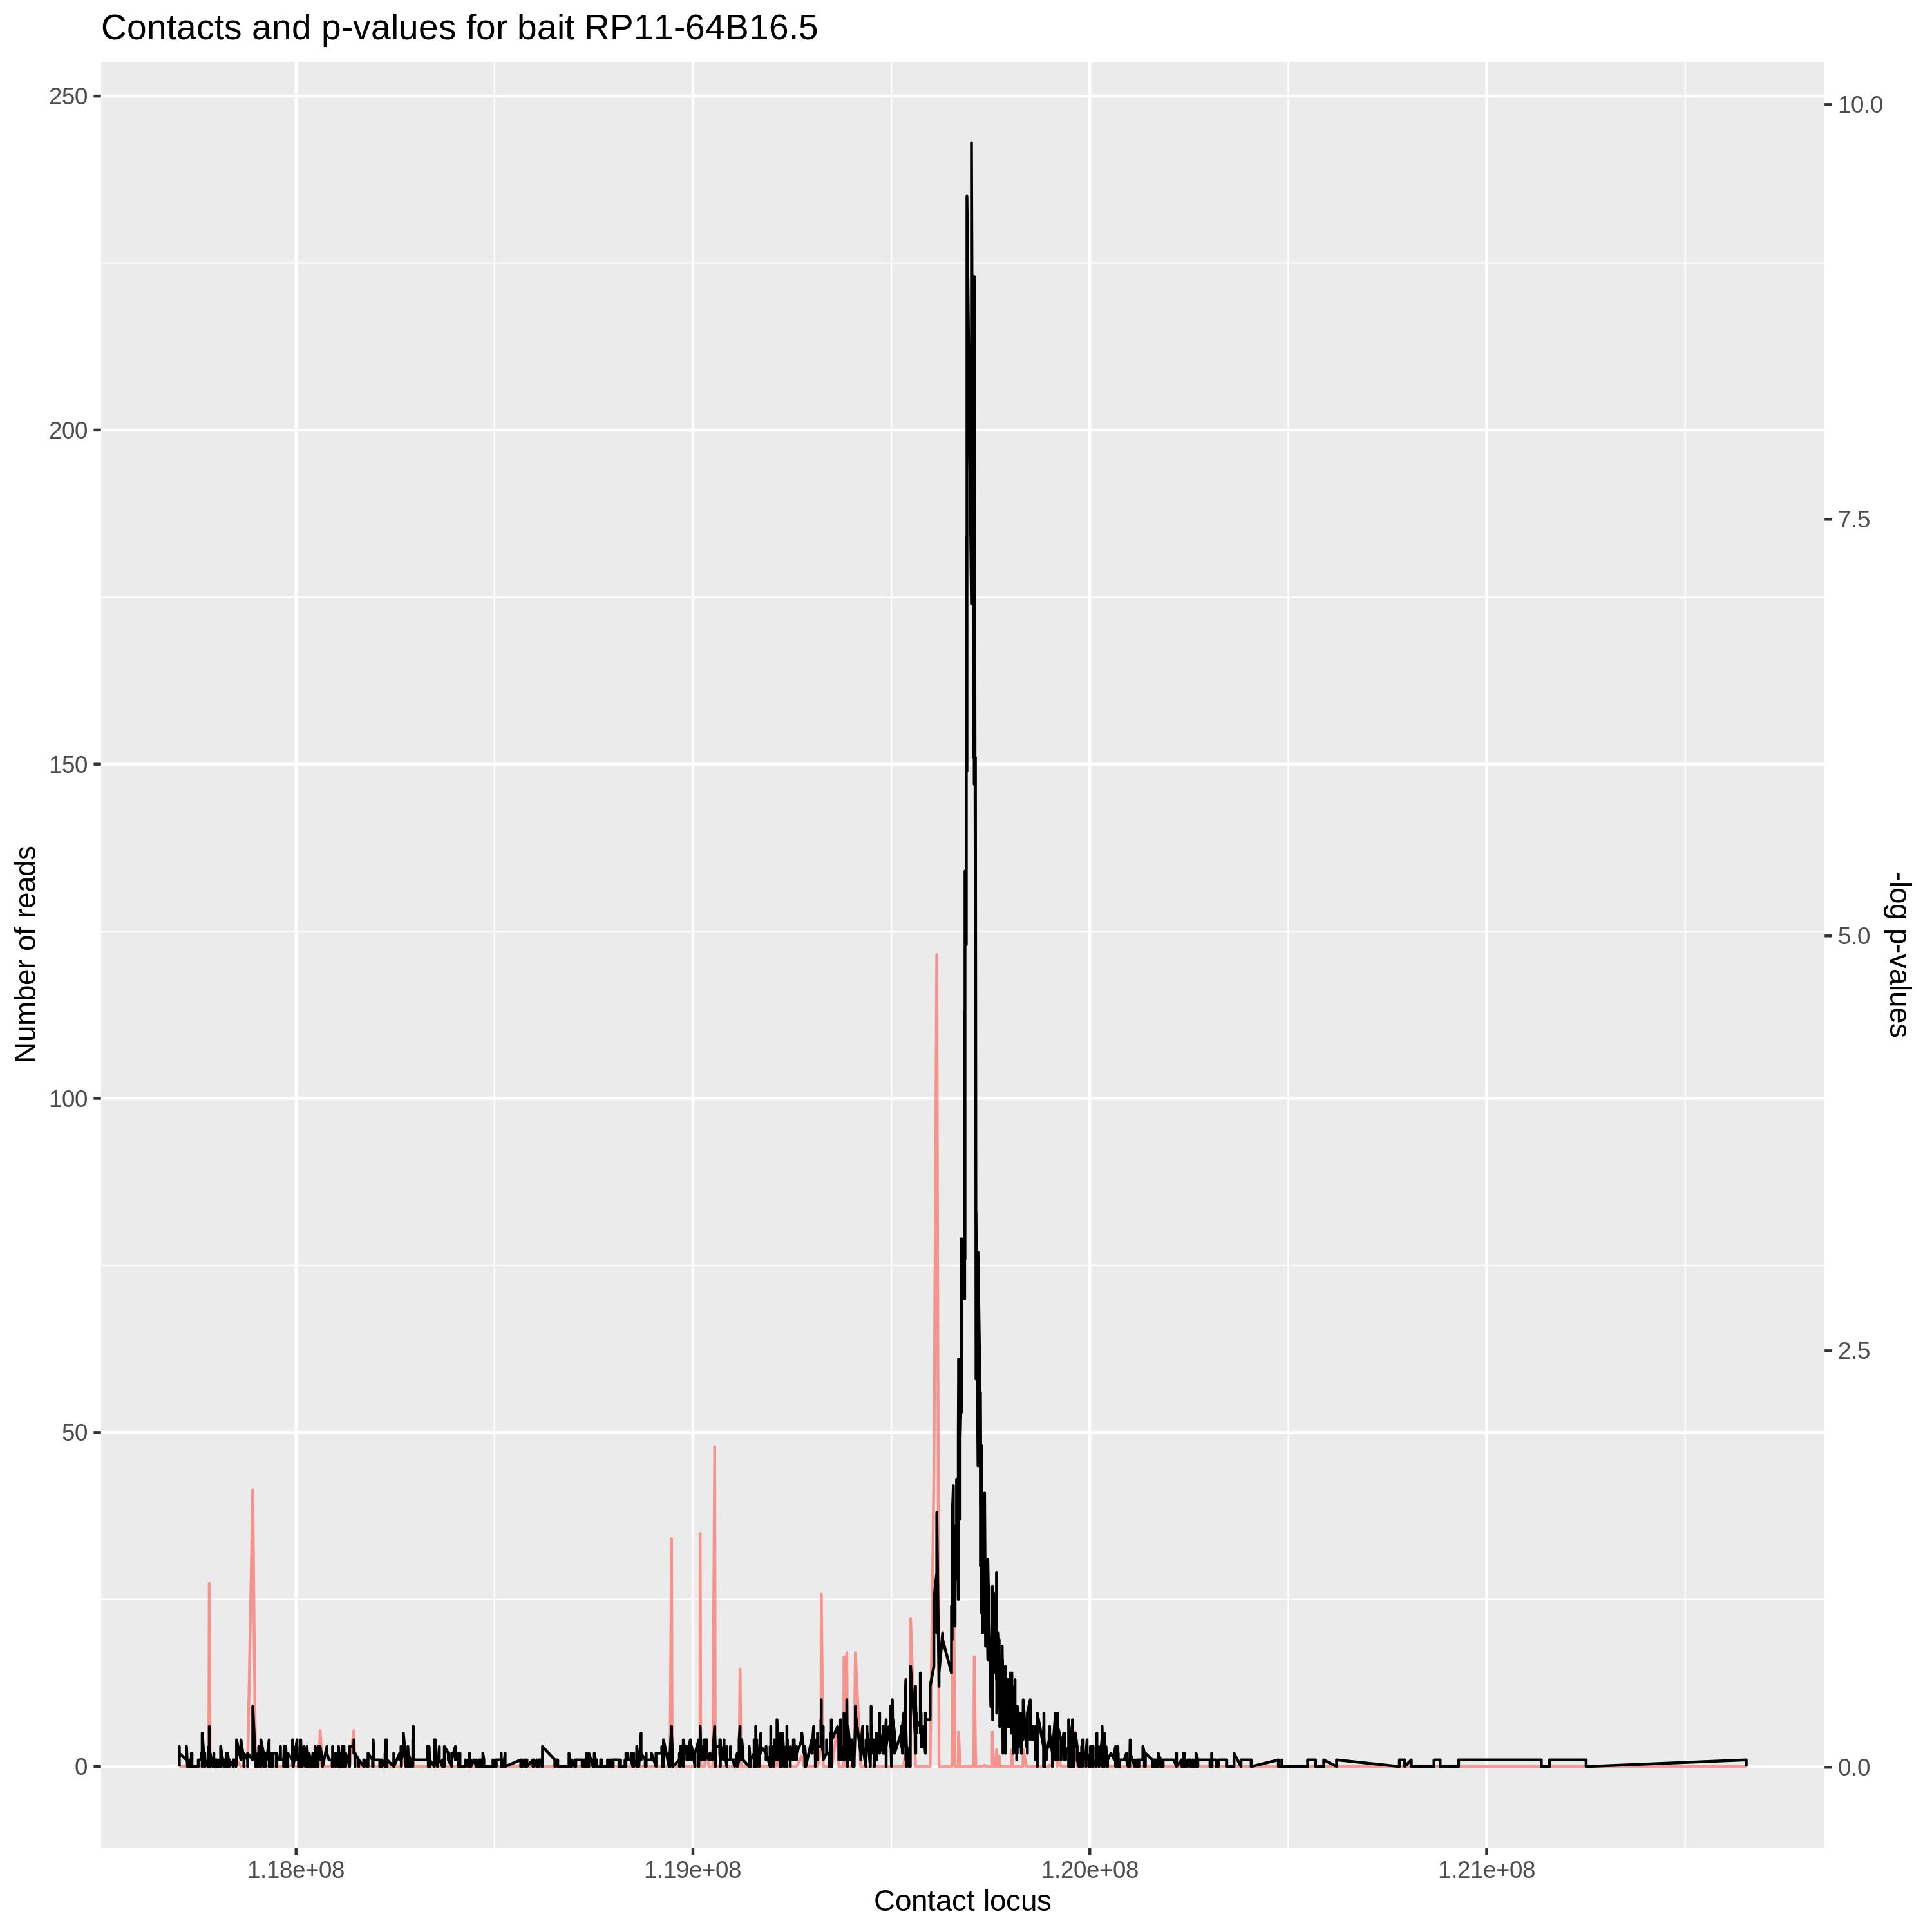 Contacts and p-values for bait RP11-64B16.5
250
200
150
100
50
0
10.0
7.5
5.0
2.5
0.0
Number of reads
-log p-values
1.18e+08
1.19e+08
1.20e+08
1.21e+08
Contact locus